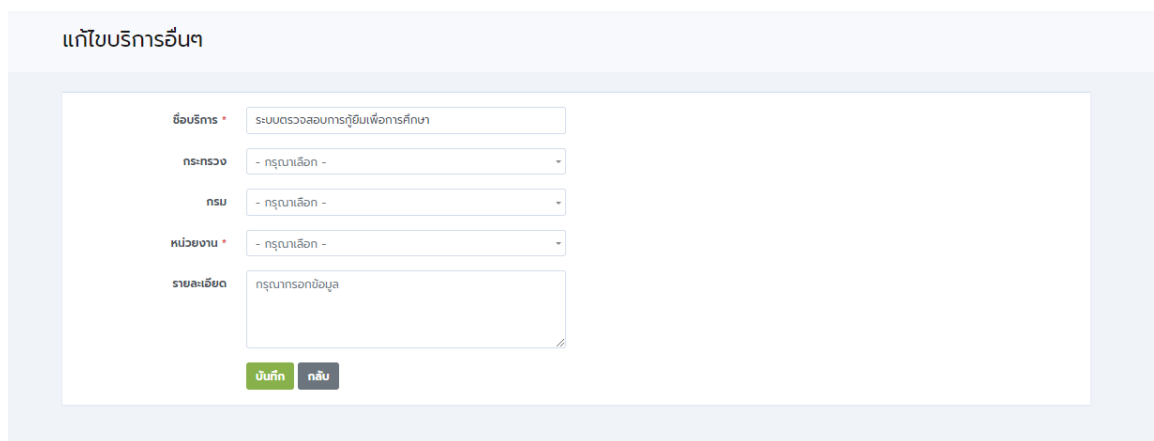 แก้ไขบริการอื่นๆ
ชื่อบริการ * ระบบตรวจสอบการกู้ยืมเพื่อการศึกษา
กระทรวง - กรุณาเลือก -
กรม - กรุณาเลือก -
หน่วยงาน * - กรุณาเลือก -
รายละเอียด กรุณากรอกข้อมูล
บันทึก กลับ